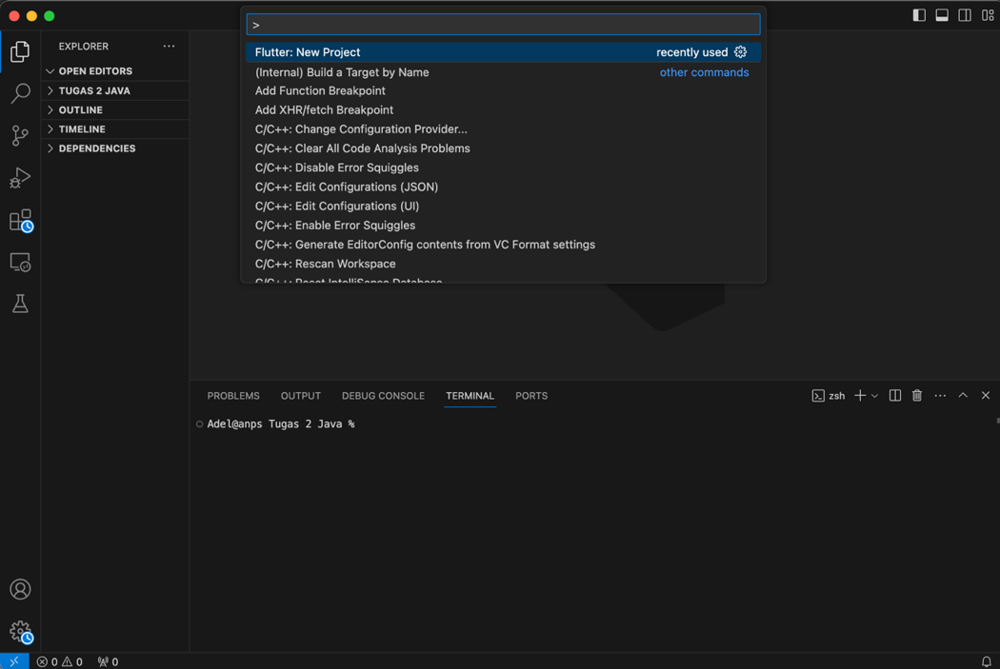 >
EXPLORER ...
OPEN EDITORS
TUGAS 2 JAVA
OUTLINE
TIMELINE
DEPENDENCIES
Flutter: New Project recently used
(Internal) Build a Target by Name other commands
Add Function Breakpoint
Add XHR/fetch Breakpoint
C/C++: Change Configuration Provider...
C/C++: Clear All Code Analysis Problems
C/C++: Disable Error Squiggles
C/C++: Edit Configurations (JSON)
C/C++: Edit Configurations (UI)
C/C++: Enable Error Squiggles
C/C++: Generate EditorConfig contents from VC Format settings
C/C++: Rescan Workspace
C/C++: Reset IntelliSense Database
PROBLEMS OUTPUT DEBUG CONSOLE TERMINAL PORTS zsh
Adel@anps Tugas 2 Java %
0 0 0